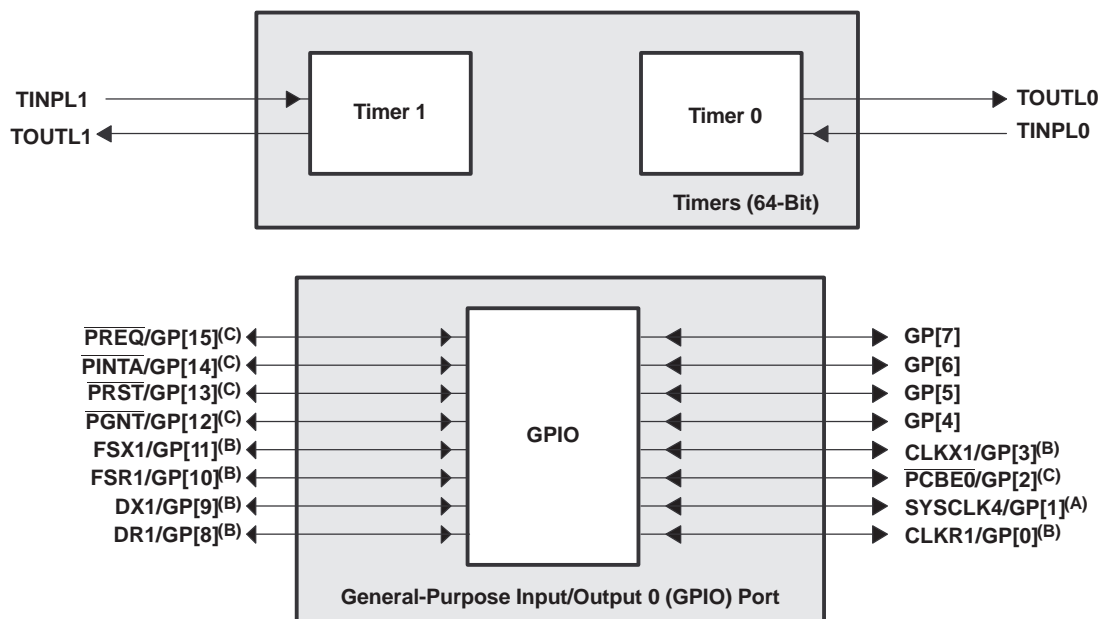 TINPL1
TOUTL1
Timer 1
Timer 0
TOUTL0
TINPL0
Timers (64-Bit)
PREQ/GP[15](C)
PINTA/GP[14](C)
PRST/GP[13](C)
PGNT/GP[12](C)
FSX1/GP[11](B)
FSR1/GP[10](B)
DX1/GP[9](B)
DR1/GP[8](B)
GPIO
GP[7]
GP[6]
GP[5]
GP[4]
CLKX1/GP[3](B)
PCBE0/GP[2](C)
SYSCLK4/GP[1](A)
CLKR1/GP[0](B)
General-Purpose Input/Output 0 (GPIO) Port